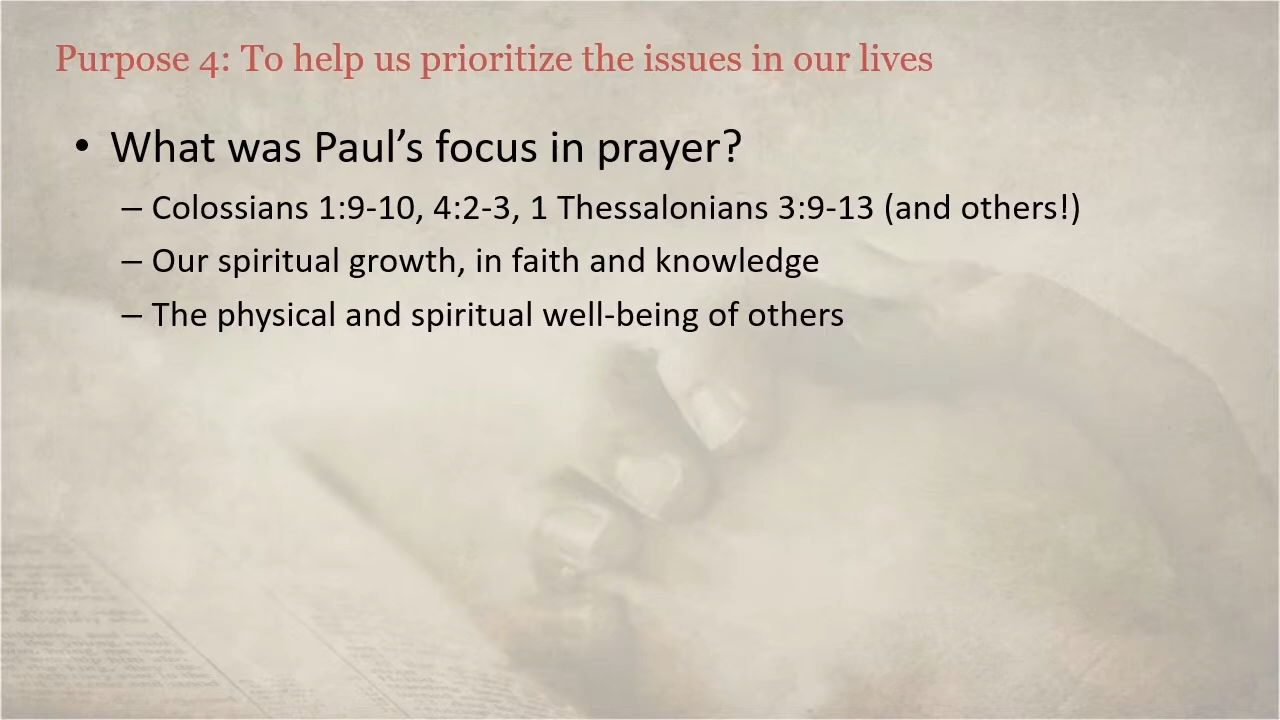 Purpose 4: To help us prioritize the issues in our lives
• What was Paul’s focus in prayer?
– Colossians 1:9-10, 4:2-3, 1 Thessalonians 3:9-13 (and others!)
– Our spiritual growth, in faith and knowledge
– The physical and spiritual well-being of others